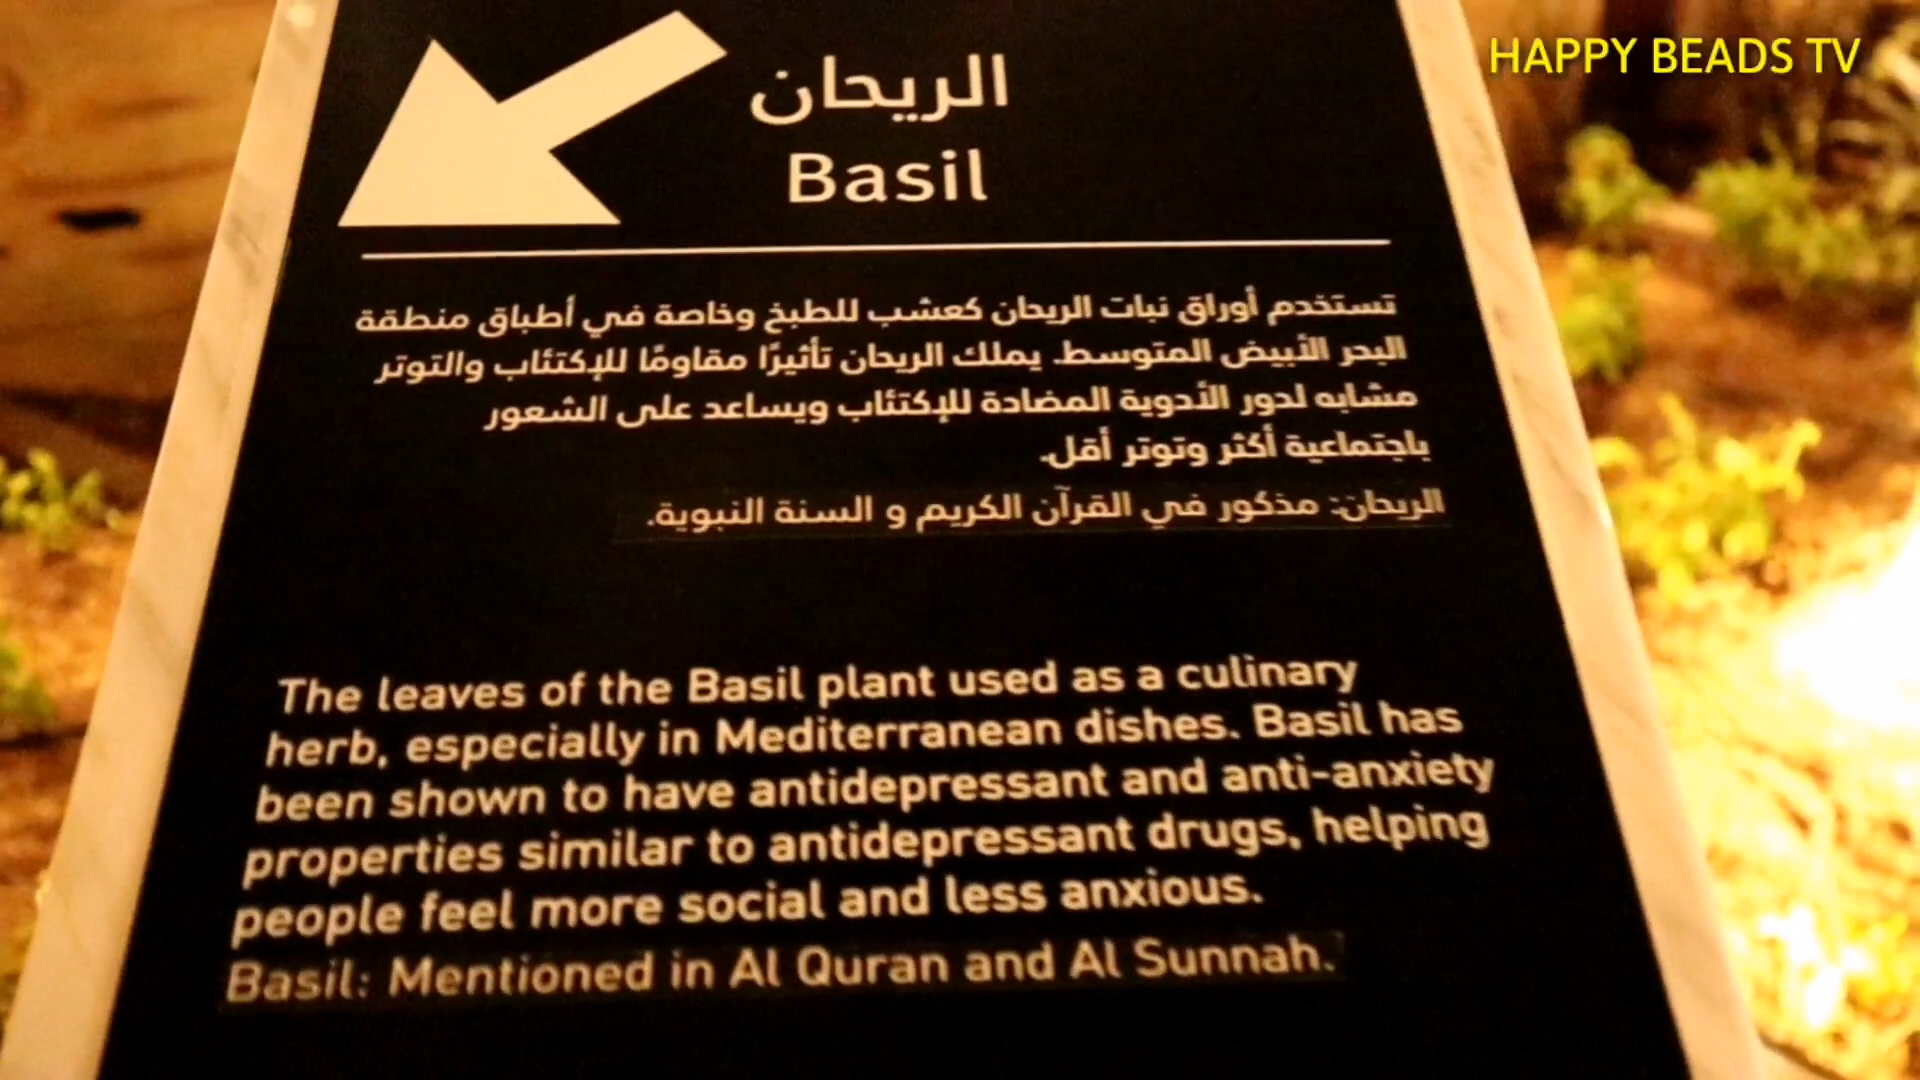 HAPPY BEADS TV
الريحان
Basil
تستخدم أوراق نبات الريحان كعشب للطبخ وخاصة في أطباق منطقة
البحر الأبيض المتوسط. يملك الريحان تأثيرًا مقاومًا للإكتئاب والتوتر
مشابه لدور الأدوية المضادة للإكتئاب ويساعد على الشعور
باجتماعية أكثر وتوتر أقل.
الريحان: مذكور في القرآن الكريم و السنة النبوية.
The leaves of the Basil plant used as a culinary
herb, especially in Mediterranean dishes. Basil has
been shown to have antidepressant and anti-anxiety
properties similar to antidepressant drugs, helping
people feel more social and less anxious.
Basil: Mentioned in Al Quran and Al Sunnah.